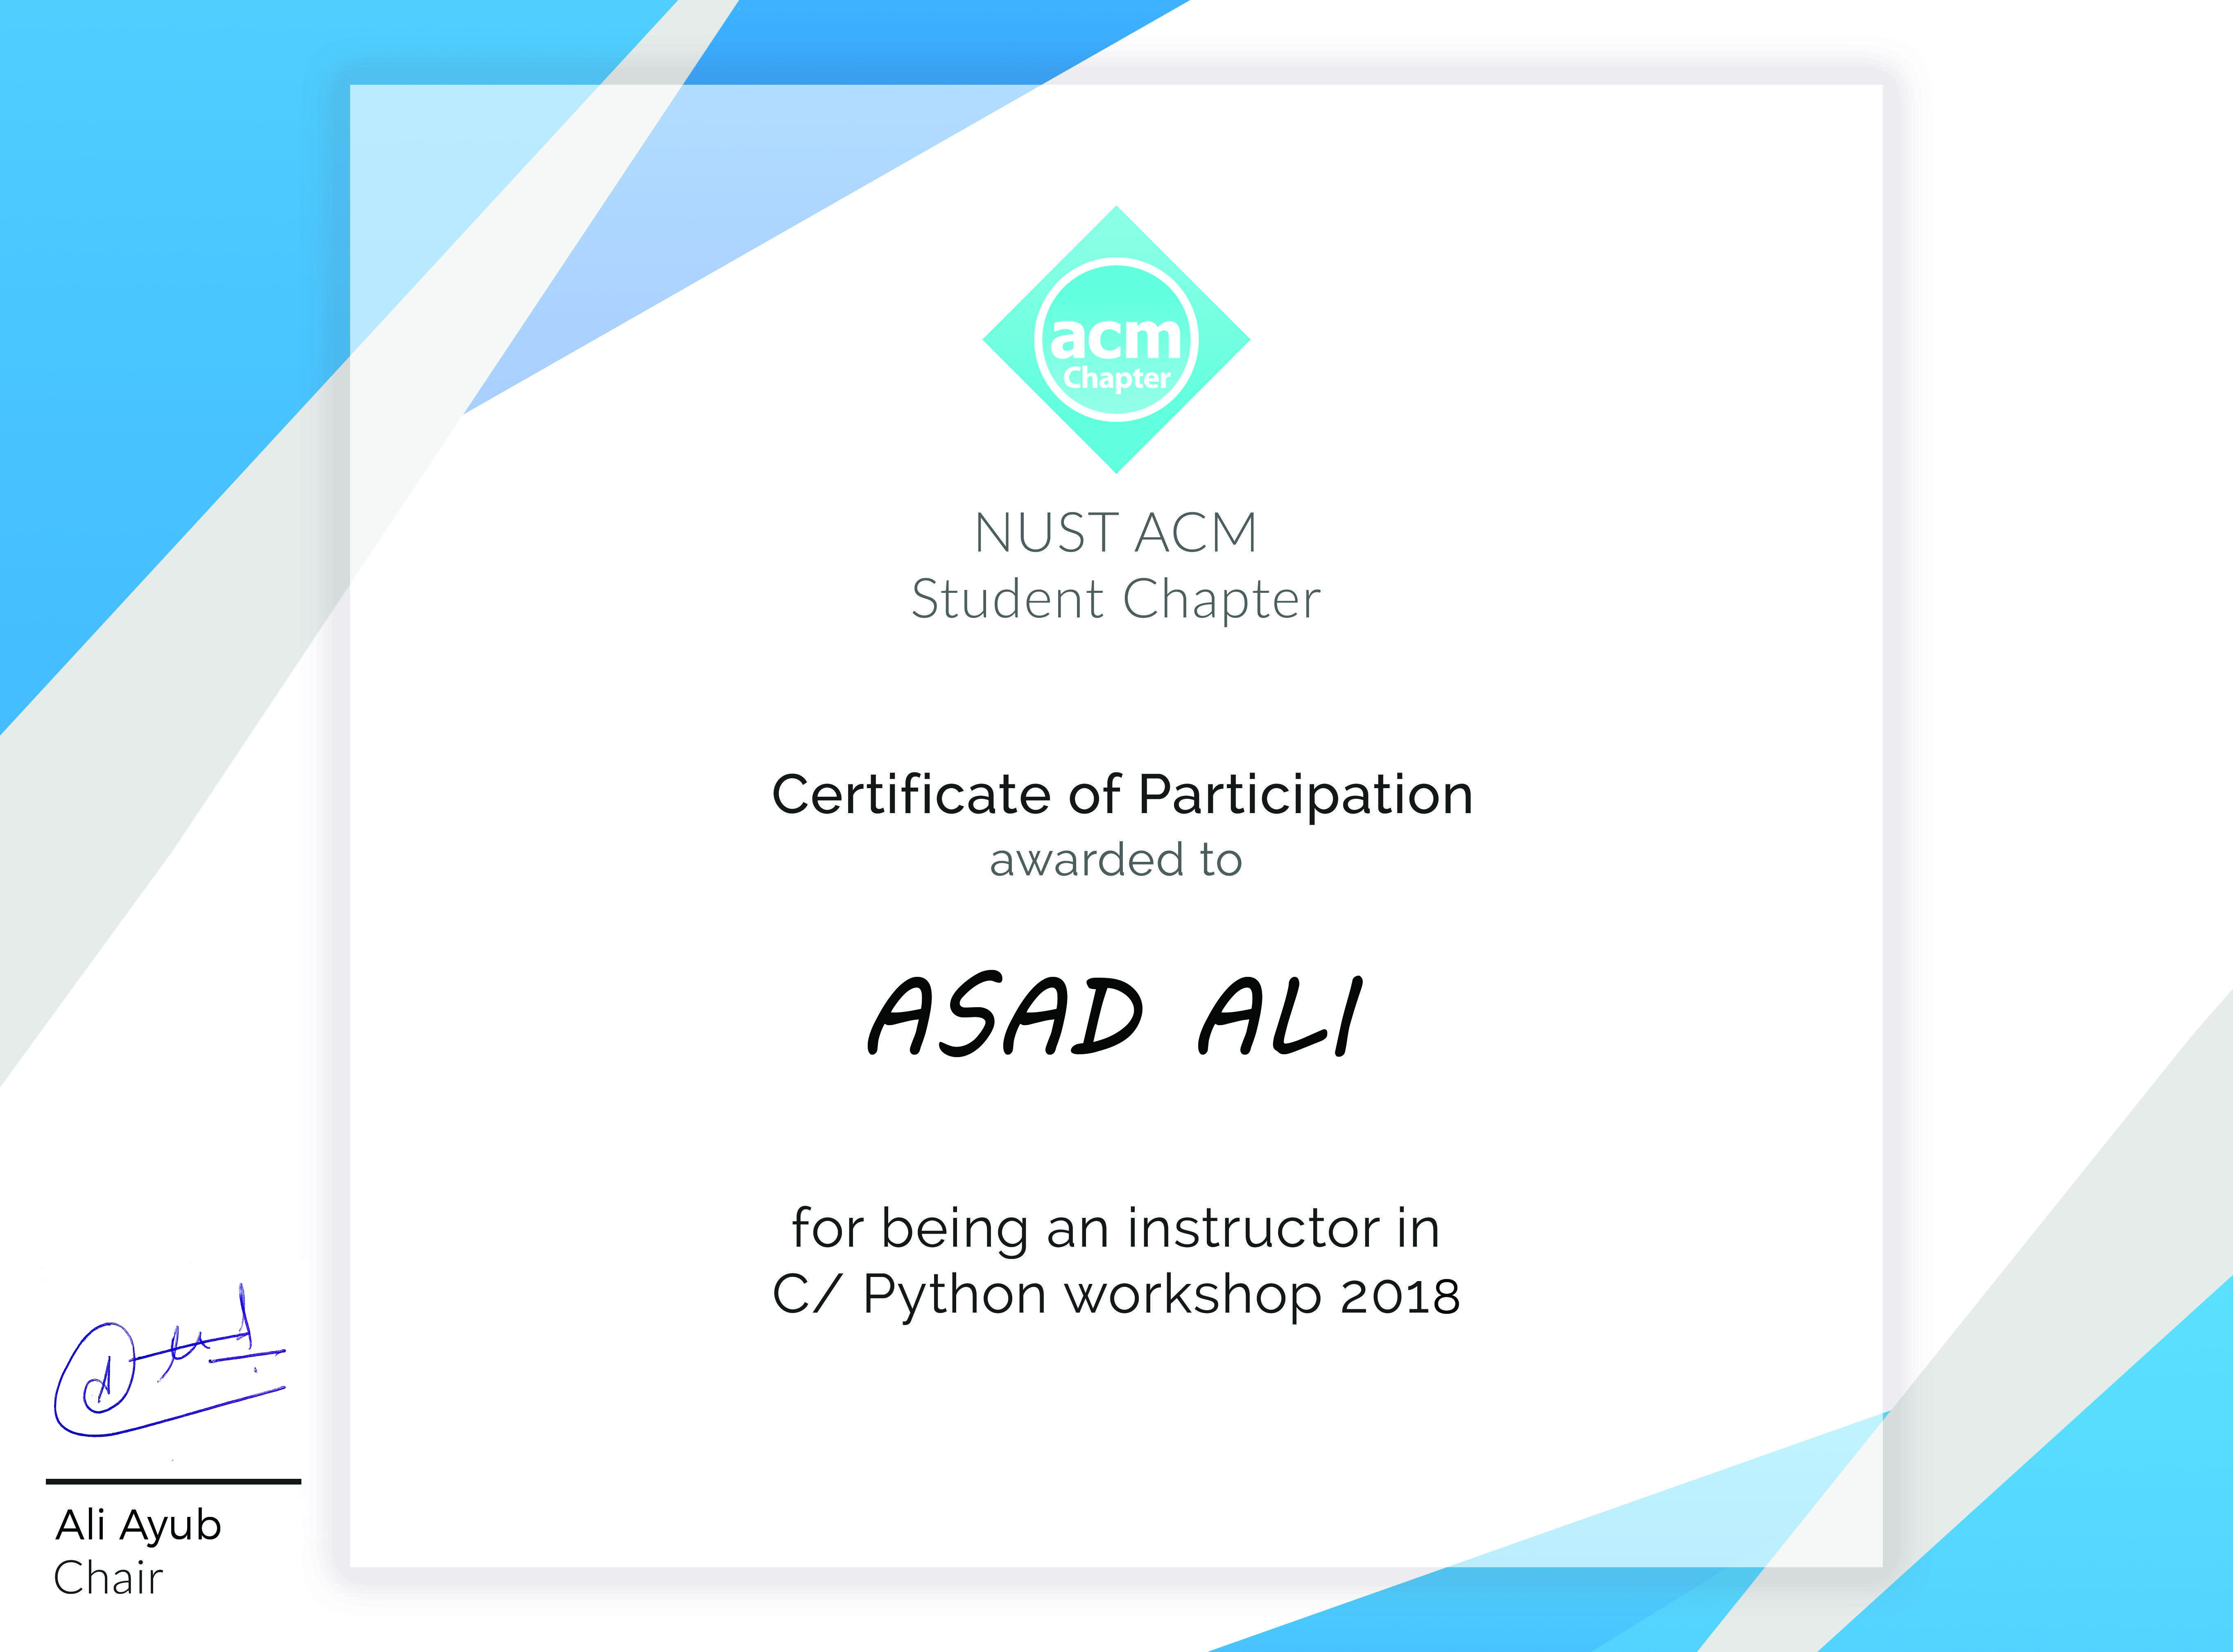 acm
Chapter
NUST ACM
Student Chapter
Certificate of Participation
awarded to
ASAD ALI
for being an instructor in
C/ Python workshop 2018
Ali Ayub
Chair